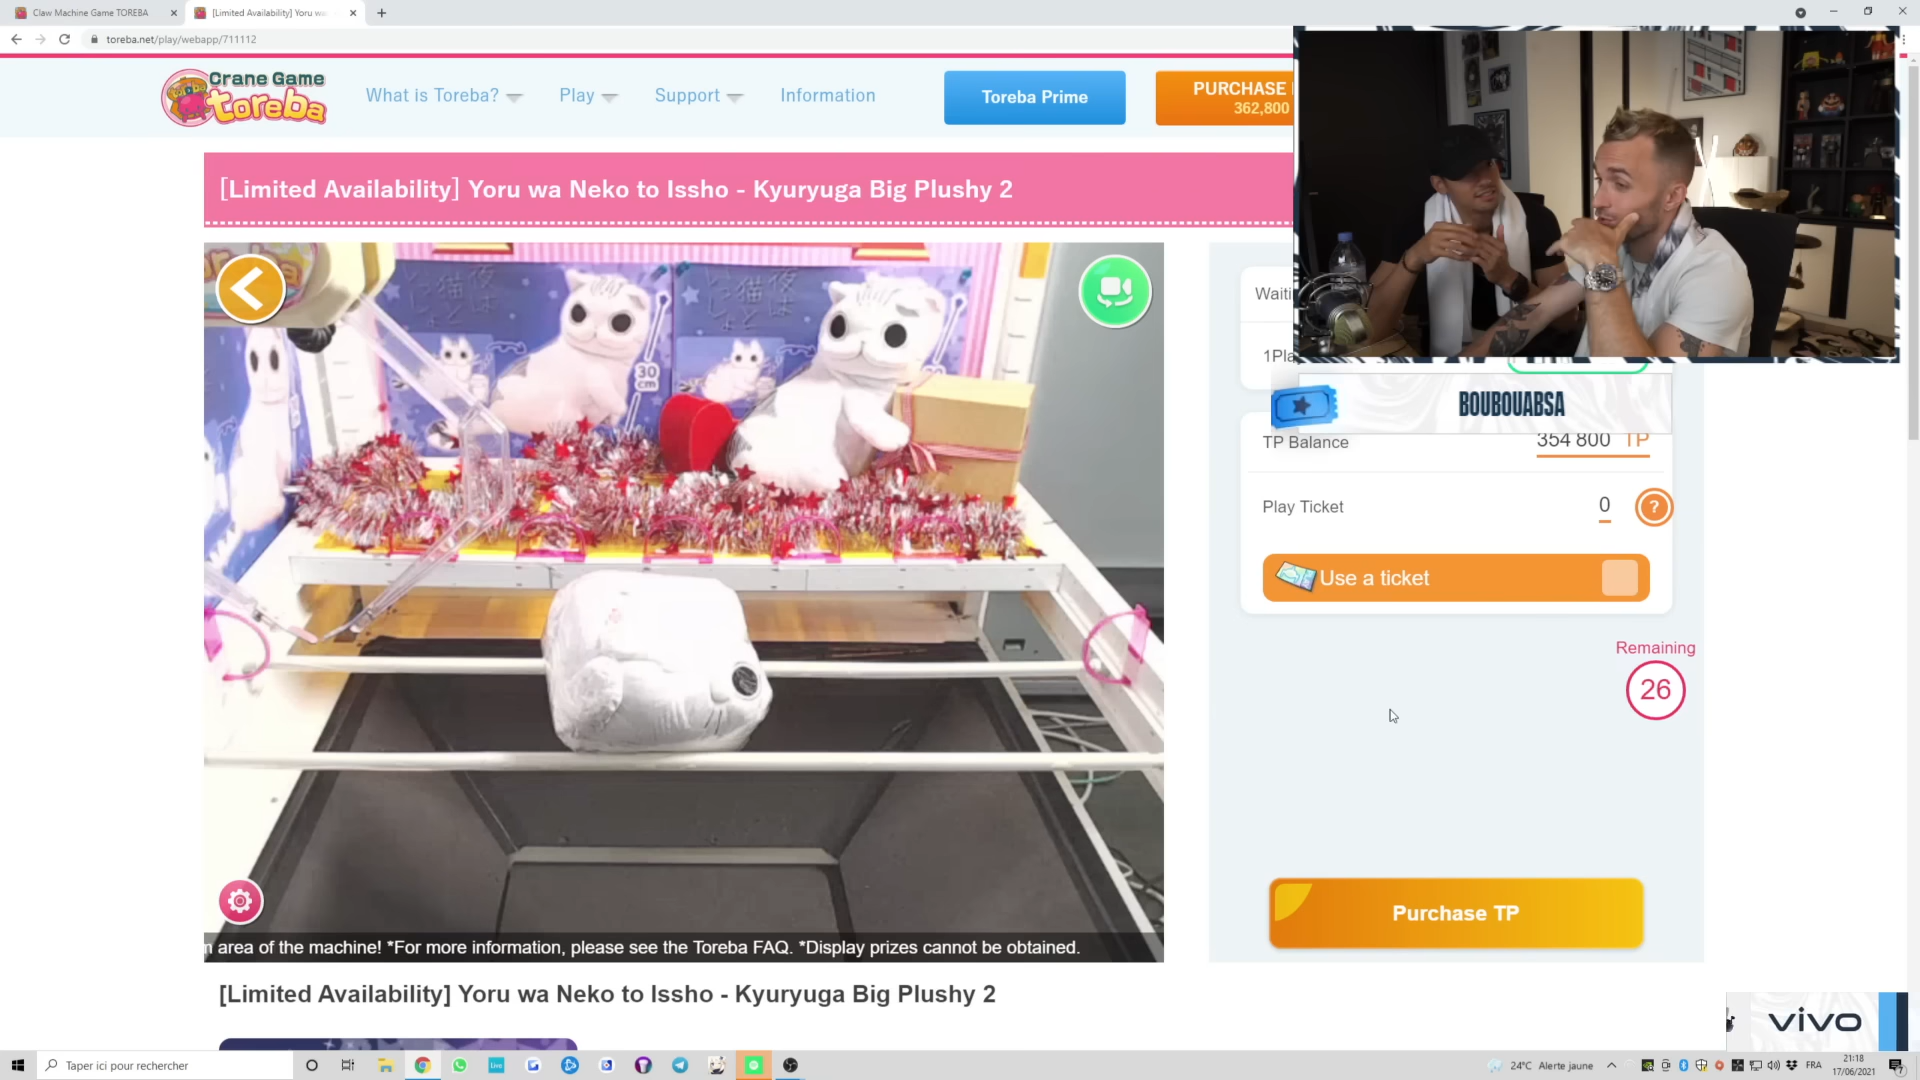 Claw Machine Game TOREBA
[Limited Availability] Yoru wa
toreba.net/play/webapp/711112
Crane Game
toreba
What is Toreba?
Play
Support
Information
Toreba Prime
PURCHASE
362,800
[Limited Availability] Yoru wa Neko to Issho - Kyuryuga Big Plushy 2
30
cm
Waiti
1Pla
BOUBOUABSA
TP Balance
354 800 TP
Play Ticket
0
?
Use a ticket
Remaining
26
Purchase TP
area of the machine! *For more information, please see the Toreba FAQ. *Display prizes cannot be obtained.
[Limited Availability] Yoru wa Neko to Issho - Kyuryuga Big Plushy 2
vivo
Taper ici pour rechercher
24°C Alerte jaune
FRA
21:18
17/06/2021